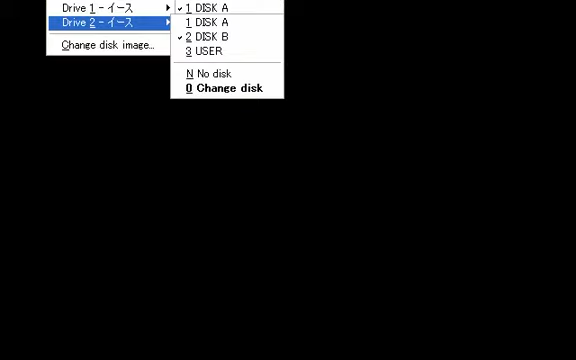 Drive 1 - イース
✓ 1 DISK A
Drive 2 - イース
1 DISK A
✓ 2 DISK B
Change disk image...
3 USER
N No disk
0 Change disk